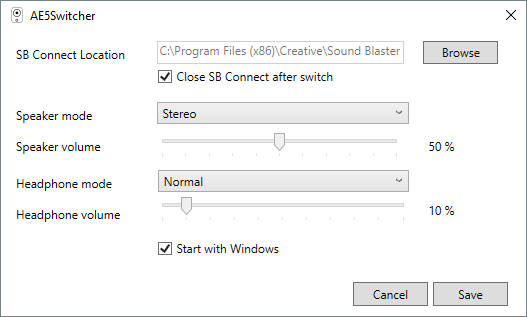 AE5Switcher
SB Connect Location C:\Program Files (x86)\Creative\Sound Blaster Browse
Close SB Connect after switch
Speaker mode Stereo
Speaker volume 50 %
Headphone mode Normal
Headphone volume 10 %
Start with Windows
Cancel Save